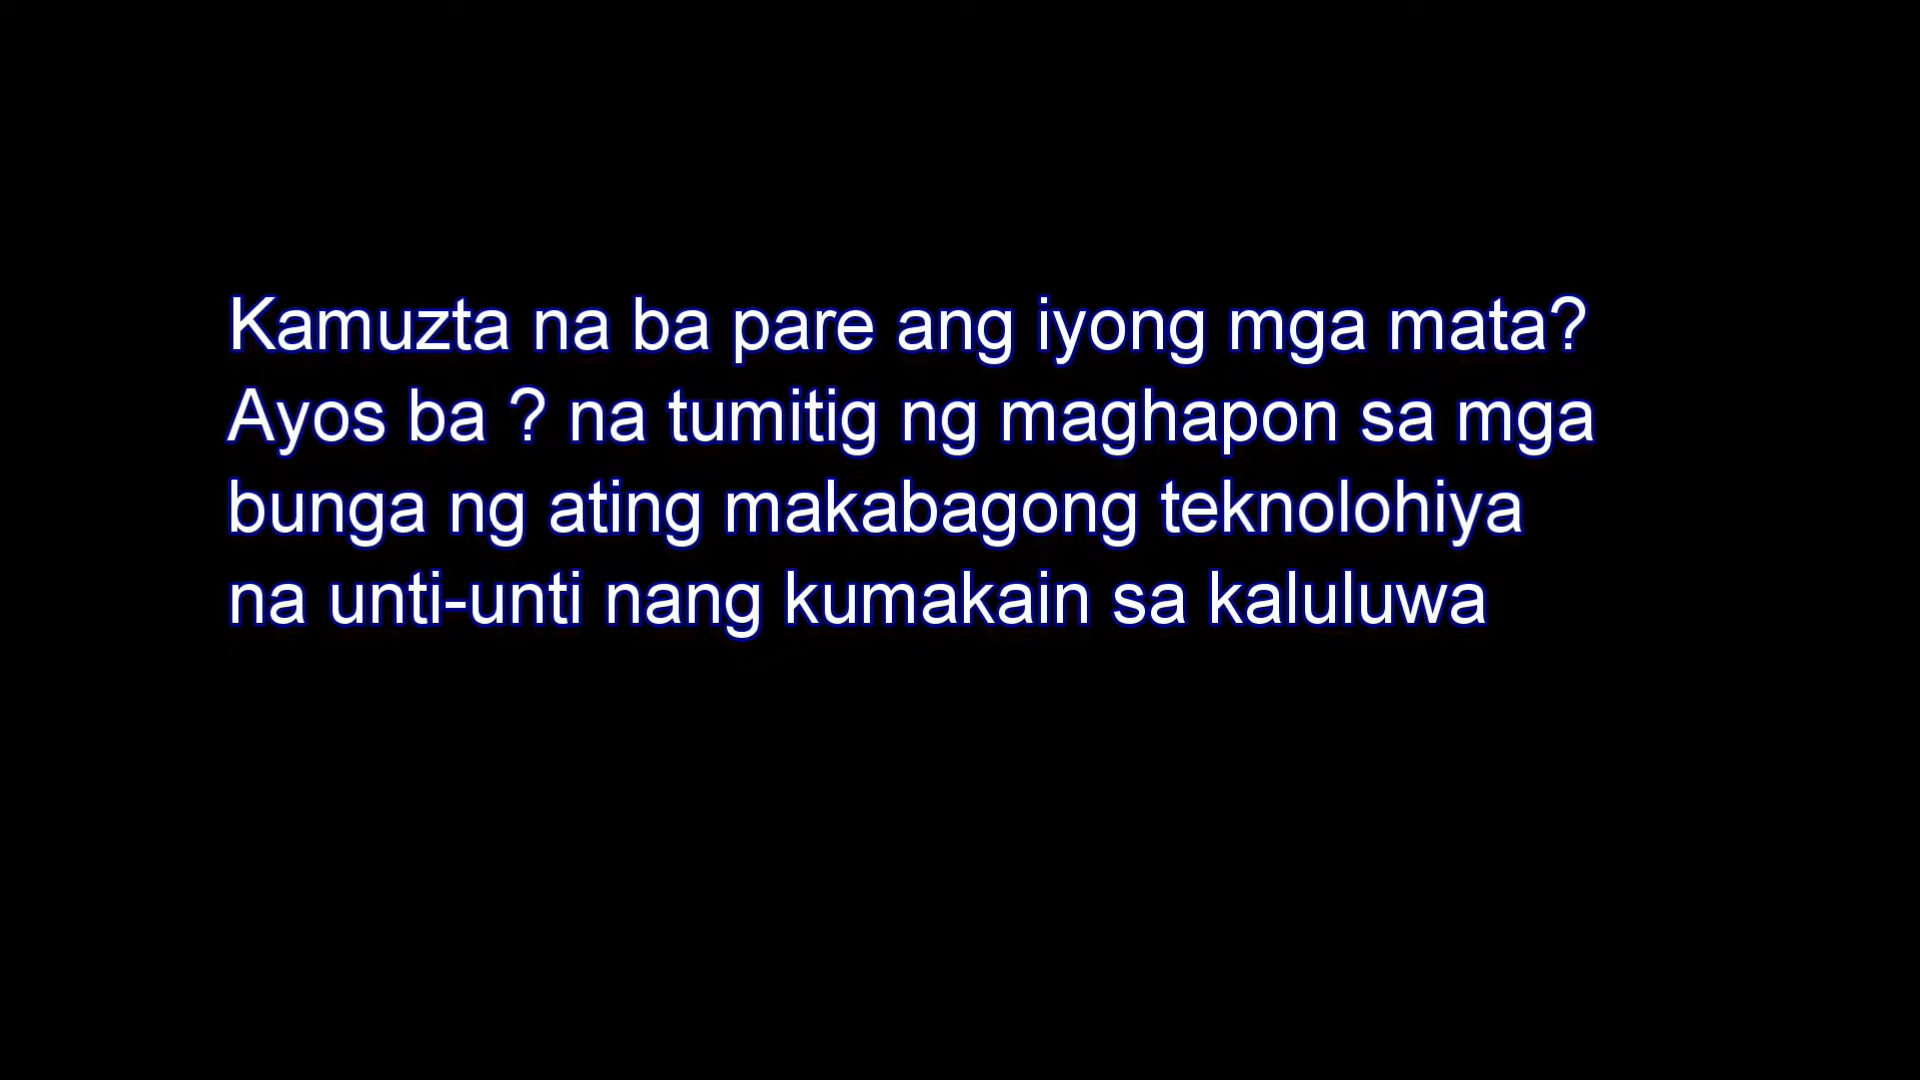 Kamuzta na ba pare ang iyong mga mata?
Ayos ba ? na tumitig ng maghapon sa mga
bunga ng ating makabagong teknolohiya
na unti-unti nang kumakain sa kaluluwa